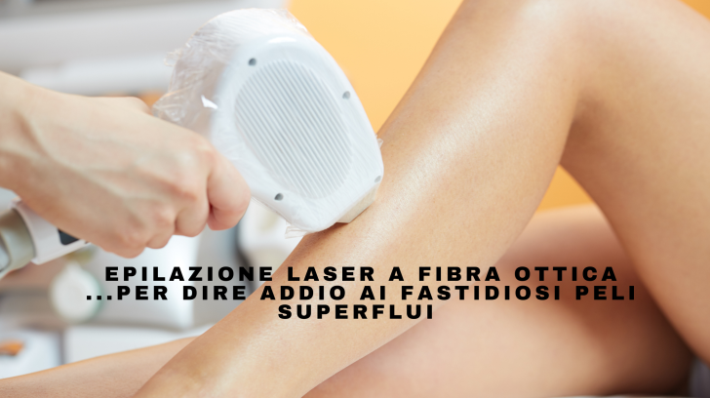 EPILAZIONE LASER A FIBRA OTTICA
...PER DIRE ADDIO AI FASTIDIOSI PELI
SUPERFLUI